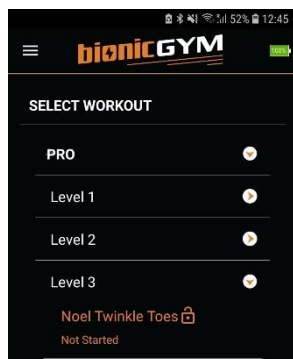 52% 12:45
bionicGYM
100%
SELECT WORKOUT
PRO
Level 1
Level 2
Level 3
Noel Twinkle Toes
Not Started